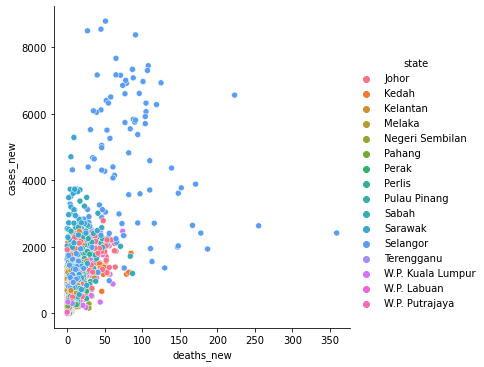 8000
6000
4000
2000
0
cases_new
0
50
100
150
200
250
300
350
deaths_new
state
Johor
Kedah
Kelantan
Melaka
Negeri Sembilan
Pahang
Perak
Perlis
Pulau Pinang
Sabah
Sarawak
Selangor
Terengganu
W.P. Kuala Lumpur
W.P. Labuan
W.P. Putrajaya